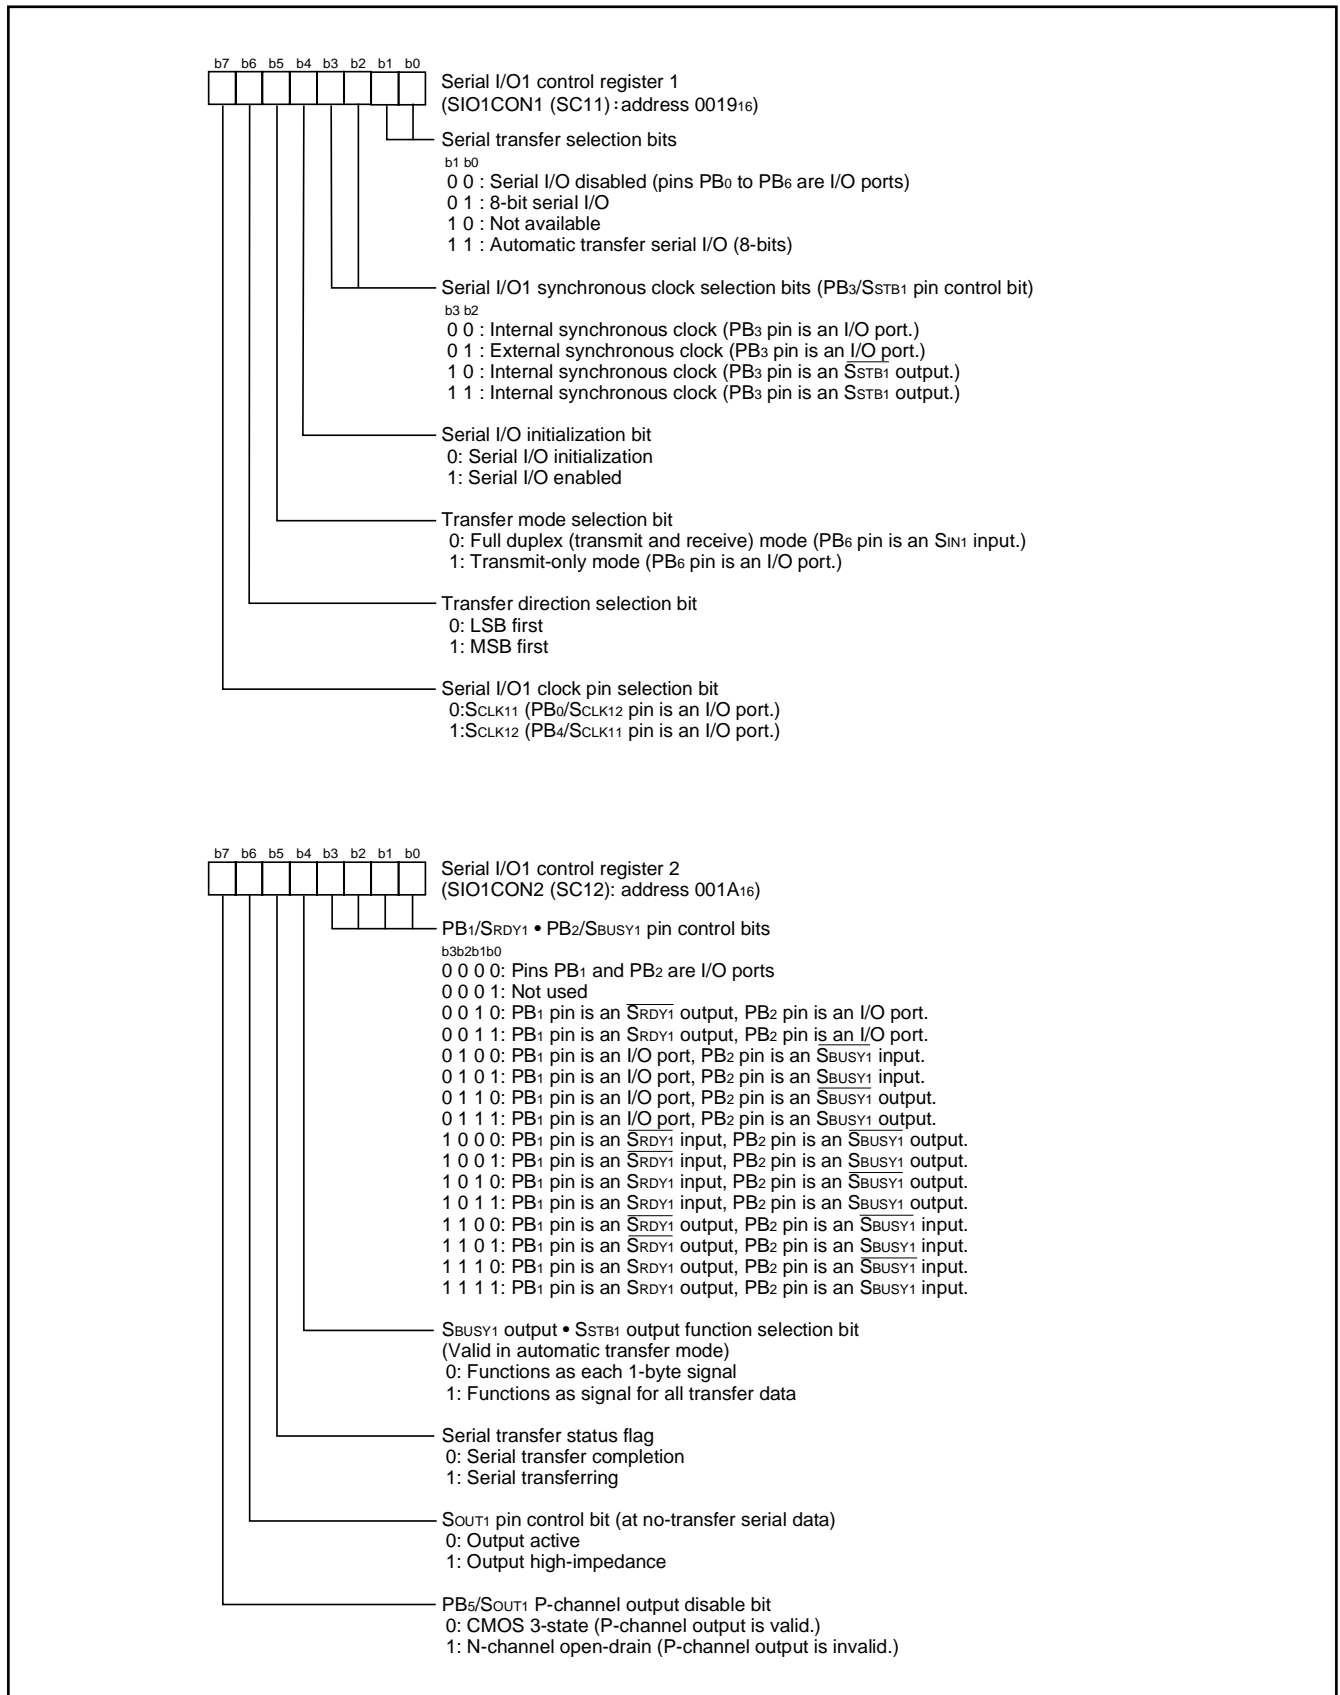 b7 b6 b5 b4 b3 b2 b1 b0
Serial I/O1 control register 1
(SIO1CON1 (SC11) : address 0019₁₆)
Serial transfer selection bits
b1 b0
0 0 : Serial I/O disabled (pins PB₀ to PB₆ are I/O ports)
0 1 : 8-bit serial I/O
1 0 : Not available
1 1 : Automatic transfer serial I/O (8-bits)
Serial I/O1 synchronous clock selection bits (PB₃/SSTB1 pin control bit)
b3 b2
0 0 : Internal synchronous clock (PB₃ pin is an I/O port.)
0 1 : External synchronous clock (PB₃ pin is an I/O port.)
1 0 : Internal synchronous clock (PB₃ pin is an S̅S̅T̅B̅1̅ output.)
1 1 : Internal synchronous clock (PB₃ pin is an SSTB1 output.)
Serial I/O initialization bit
0: Serial I/O initialization
1: Serial I/O enabled
Transfer mode selection bit
0: Full duplex (transmit and receive) mode (PB₆ pin is an SIN1 input.)
1: Transmit-only mode (PB₆ pin is an I/O port.)
Transfer direction selection bit
0: LSB first
1: MSB first
Serial I/O1 clock pin selection bit
0:SCLK11 (PB₀/SCLK12 pin is an I/O port.)
1:SCLK12 (PB₄/SCLK11 pin is an I/O port.)
b7 b6 b5 b4 b3 b2 b1 b0
Serial I/O1 control register 2
(SIO1CON2 (SC12): address 001A₁₆)
PB₁/SRDY1 • PB₂/SBUSY1 pin control bits
b3b2b1b0
0 0 0 0: Pins PB₁ and PB₂ are I/O ports
0 0 0 1: Not used
0 0 1 0: PB₁ pin is an S̅R̅D̅Y̅1̅ output, PB₂ pin is an I/O port.
0 0 1 1: PB₁ pin is an SRDY1 output, PB₂ pin is an I/O port.
0 1 0 0: PB₁ pin is an I/O port, PB₂ pin is an S̅B̅U̅S̅Y̅1̅ input.
0 1 0 1: PB₁ pin is an I/O port, PB₂ pin is an SBUSY1 input.
0 1 1 0: PB₁ pin is an I/O port, PB₂ pin is an S̅B̅U̅S̅Y̅1̅ output.
0 1 1 1: PB₁ pin is an I/O port, PB₂ pin is an SBUSY1 output.
1 0 0 0: PB₁ pin is an S̅R̅D̅Y̅1̅ input, PB₂ pin is an S̅B̅U̅S̅Y̅1̅ output.
1 0 0 1: PB₁ pin is an S̅R̅D̅Y̅1̅ input, PB₂ pin is an SBUSY1 output.
1 0 1 0: PB₁ pin is an SRDY1 input, PB₂ pin is an S̅B̅U̅S̅Y̅1̅ output.
1 0 1 1: PB₁ pin is an SRDY1 input, PB₂ pin is an SBUSY1 output.
1 1 0 0: PB₁ pin is an S̅R̅D̅Y̅1̅ output, PB₂ pin is an S̅B̅U̅S̅Y̅1̅ input.
1 1 0 1: PB₁ pin is an S̅R̅D̅Y̅1̅ output, PB₂ pin is an SBUSY1 input.
1 1 1 0: PB₁ pin is an SRDY1 output, PB₂ pin is an S̅B̅U̅S̅Y̅1̅ input.
1 1 1 1: PB₁ pin is an SRDY1 output, PB₂ pin is an SBUSY1 input.
SBUSY1 output • SSTB1 output function selection bit
(Valid in automatic transfer mode)
0: Functions as each 1-byte signal
1: Functions as signal for all transfer data
Serial transfer status flag
0: Serial transfer completion
1: Serial transferring
SOUT1 pin control bit (at no-transfer serial data)
0: Output active
1: Output high-impedance
PB₅/SOUT1 P-channel output disable bit
0: CMOS 3-state (P-channel output is valid.)
1: N-channel open-drain (P-channel output is invalid.)